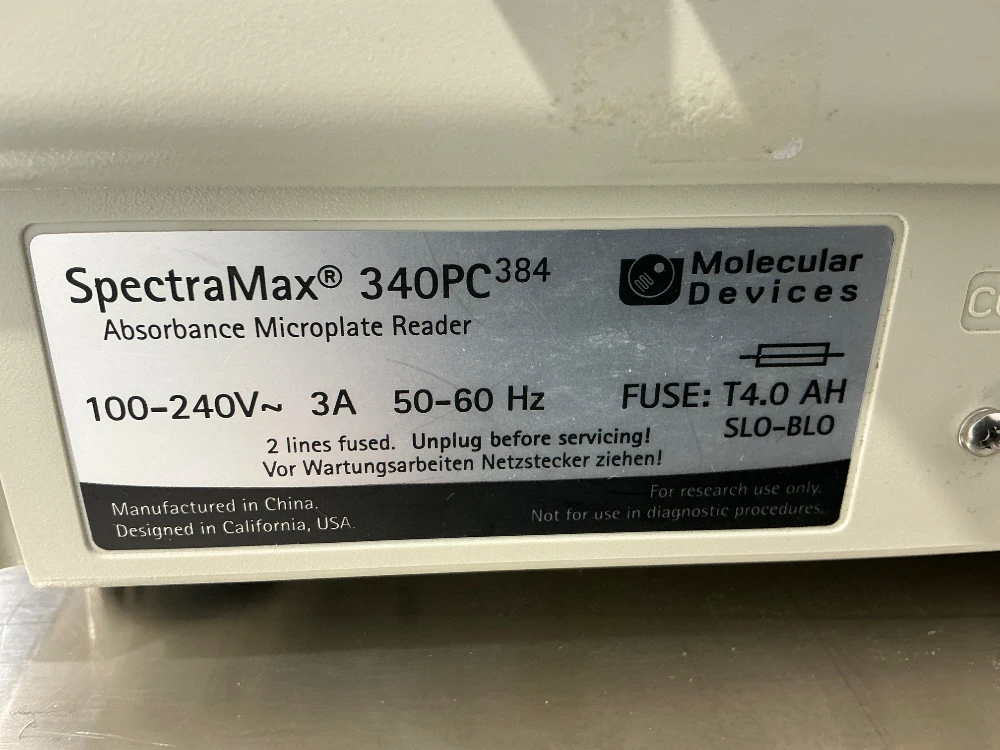 SpectraMax® 340PC384
Molecular
Devices
Absorbance Microplate Reader
100-240V~ 3A 50-60 Hz
FUSE: T4.0 AH
SLO-BLO
2 lines fused. Unplug before servicing!
Vor Wartungsarbeiten Netzstecker ziehen!
Manufactured in China.
Designed in California, USA.
For research use only.
Not for use in diagnostic procedures.